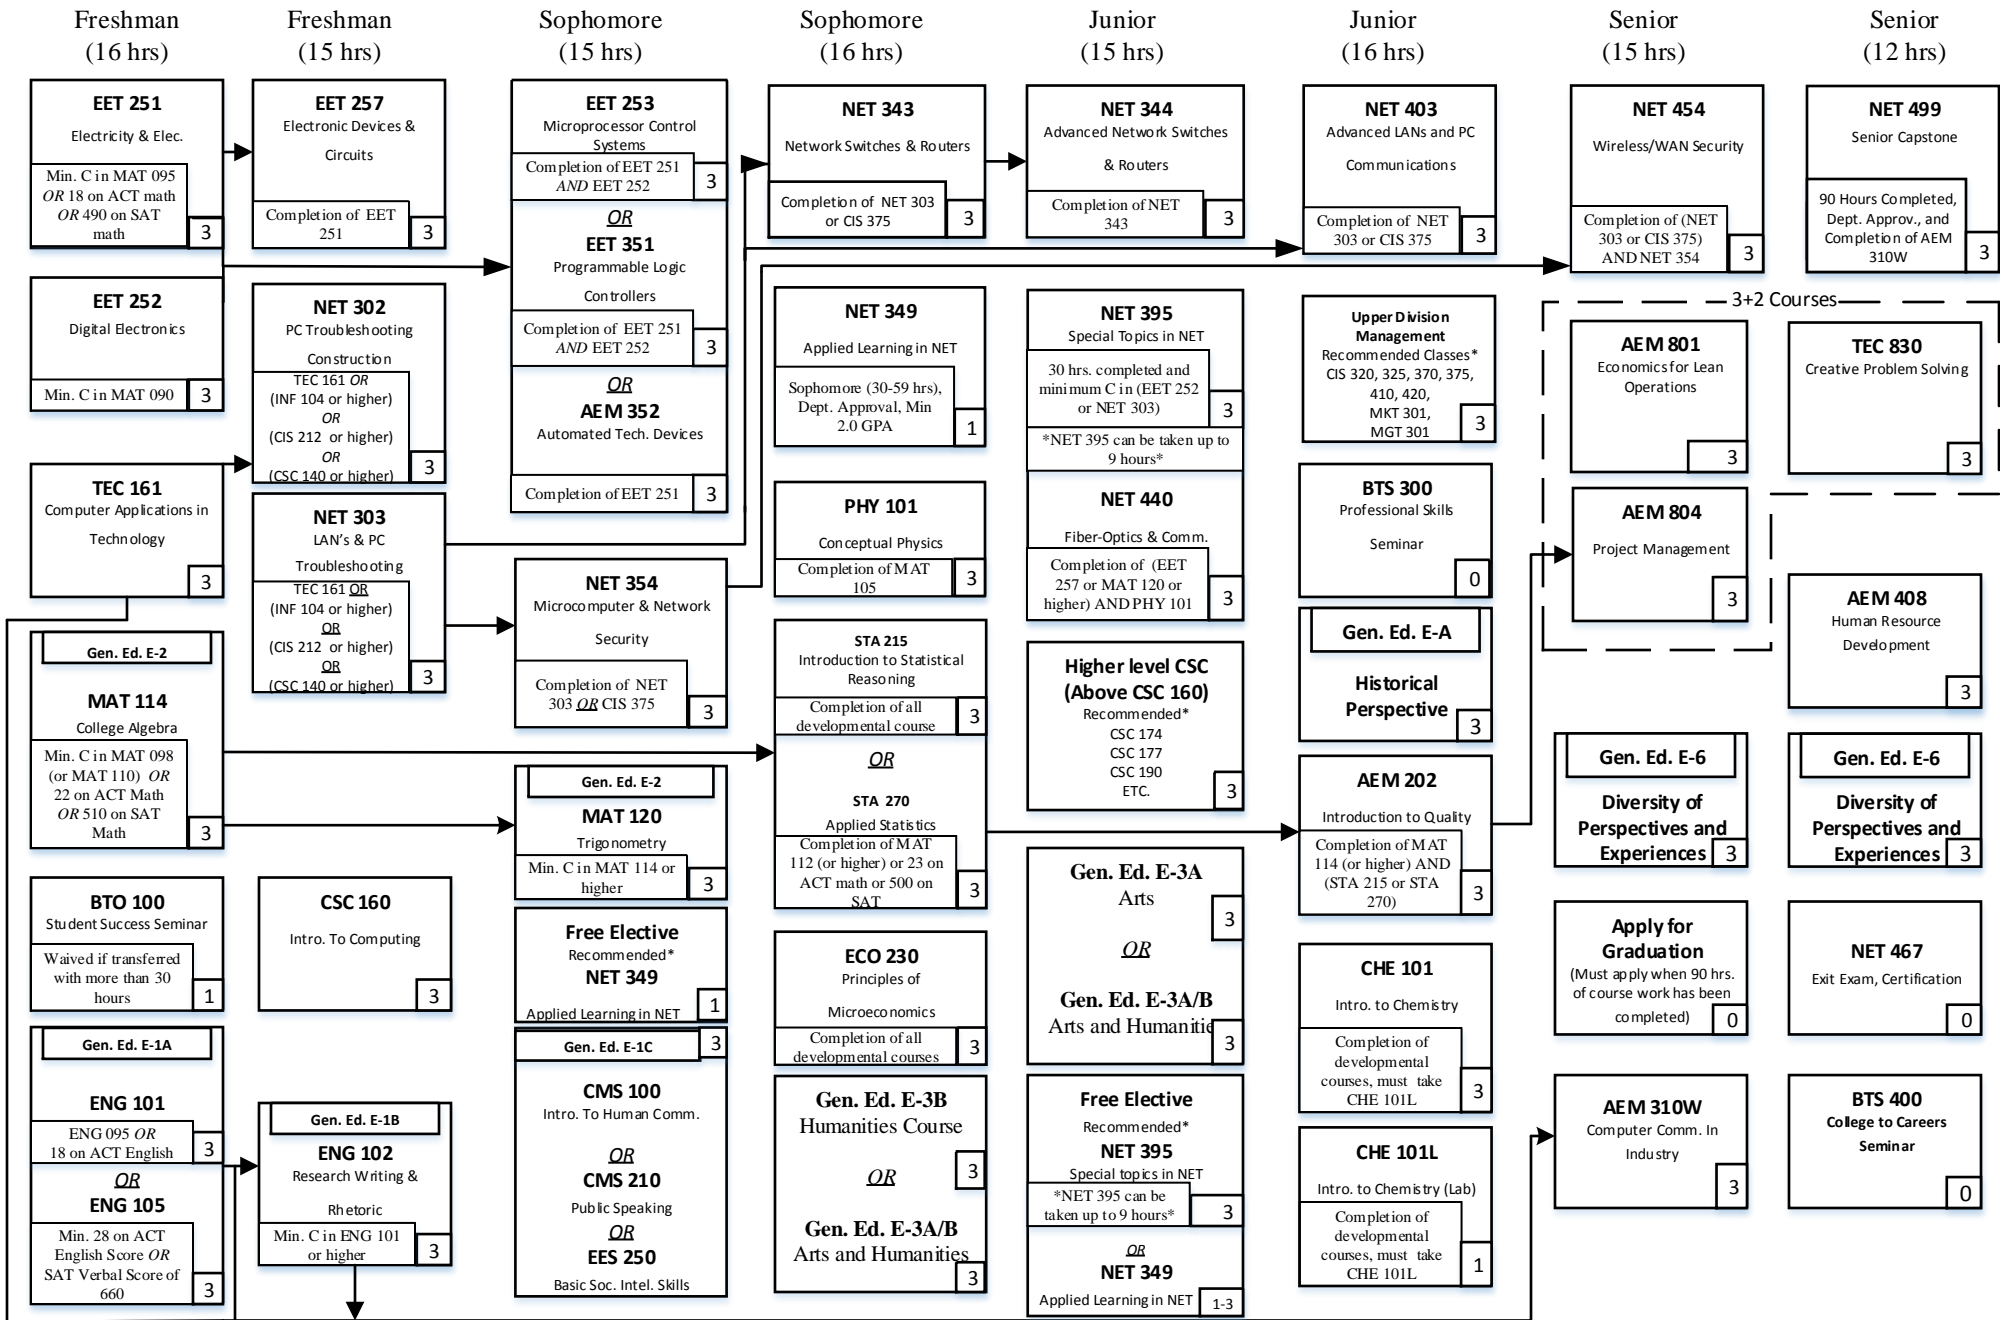 Freshman
(16 hrs)
EET 251
Electricity & Elec.
Min. C in MAT 095
OR 18 on ACT math
OR 490 on SAT
math
3
EET 252
Digital Electronics
Min. C in MAT 090
3
TEC 161
Computer Applications in
Technology
3
Gen. Ed. E-2
MAT 114
College Algebra
Min. C in MAT 098
(or MAT 110) OR
22 on ACT Math
OR 510 on SAT
Math
3
BTO 100
Student Success Seminar
Waived if transferred
with more than 30
hours
1
Gen. Ed. E-1A
ENG 101
ENG 095 OR
18 on ACT English
3
OR
ENG 105
Min. 28 on ACT
English Score OR
SAT Verbal Score of
660
3
Freshman
(15 hrs)
EET 257
Electronic Devices &
Circuits
Completion of EET
251
3
NET 302
PC Troubleshooting
Construction
TEC 161 OR
(INF 104 or higher)
OR
(CIS 212 or higher)
OR
(CSC 140 or higher)
3
NET 303
LAN's & PC
Troubleshooting
TEC 161 OR
(INF 104 or higher)
OR
(CIS 212 or higher)
OR
(CSC 140 or higher)
3
CSC 160
Intro. To Computing
3
Gen. Ed. E-1B
ENG 102
Research Writing &
Rhetoric
Min. C in ENG 101
or higher
3
Sophomore
(15 hrs)
EET 253
Microprocessor Control
Systems
Completion of EET 251
AND EET 252
3
OR
EET 351
Programmable Logic
Controllers
Completion of EET 251
AND EET 252
3
OR
AEM 352
Automated Tech. Devices
Completion of EET 251
3
NET 354
Microcomputer & Network
Security
Completion of NET
303 OR CIS 375
3
Gen. Ed. E-2
MAT 120
Trigonometry
Min. C in MAT 114 or
higher
3
Free Elective
Recommended*
NET 349
Applied Learning in NET
1
Gen. Ed. E-1C
3
CMS 100
Intro. To Human Comm.
OR
CMS 210
Public Speaking
OR
EES 250
Basic Soc. Intel. Skills
Sophomore
(16 hrs)
NET 343
Network Switches & Routers
Completion of NET 303
or CIS 375
3
NET 349
Applied Learning in NET
Sophomore (30-59 hrs),
Dept. Approval, Min
2.0 GPA
1
PHY 101
Conceptual Physics
Completion of MAT
105
3
STA 215
Introduction to Statistical
Reasoning
Completion of all
developmental course
3
OR
STA 270
Applied Statistics
Completion of MAT
112 (or higher) or 23 on
ACT math or 500 on
SAT
3
ECO 230
Principles of
Microeconomics
Completion of all
developmental courses
3
Gen. Ed. E-3B
Humanities Course
3
OR
Gen. Ed. E-3A/B
Arts and Humanities
3
Junior
(15 hrs)
NET 344
Advanced Network Switches
& Routers
Completion of NET
343
3
NET 395
Special Topics in NET
30 hrs. completed and
minimum C in (EET 252
or NET 303)
3
*NET 395 can be taken up to
9 hours*
NET 440
Fiber-Optics & Comm.
Completion of (EET
257 or MAT 120 or
higher) AND PHY 101
3
Higher level CSC
(Above CSC 160)
Recommended*
CSC 174
CSC 177
CSC 190
ETC.
3
Gen. Ed. E-3A
Arts
3
OR
Gen. Ed. E-3A/B
Arts and Humanitie
3
Free Elective
Recommended*
NET 395
Special topics in NET
*NET 395 can be
taken up to 9 hours*
3
OR
NET 349
Applied Learning in NET
1-3
Junior
(16 hrs)
NET 403
Advanced LANs and PC
Communications
Completion of NET
303 or CIS 375
3
Upper Division
Management
Recommended Classes*
CIS 320, 325, 370, 375,
410, 420,
MKT 301,
MGT 301
3
BTS 300
Professional Skills
Seminar
0
Gen. Ed. E-A
Historical
Perspective
3
AEM 202
Introduction to Quality
Completion of MAT
114 (or higher) AND
(STA 215 or STA
270)
3
CHE 101
Intro. to Chemistry
Completion of
developmental
courses, must take
CHE 101L
3
CHE 101L
Intro. to Chemistry (Lab)
Completion of
developmental
courses, must take
CHE 101L
1
Senior
(15 hrs)
NET 454
Wireless/WAN Security
Completion of (NET
303 or CIS 375)
AND NET 354
3
3+2 Courses
AEM 801
Economics for Lean
Operations
3
AEM 804
Project Management
3
Gen. Ed. E-6
Diversity of
Perspectives and
Experiences
3
Apply for
Graduation
(Must apply when 90 hrs.
of course work has been
completed)
0
AEM 310W
Computer Comm. In
Industry
3
Senior
(12 hrs)
NET 499
Senior Capstone
90 Hours Completed,
Dept. Approv., and
Completion of AEM
310W
3
TEC 830
Creative Problem Solving
3
AEM 408
Human Resource
Development
3
Gen. Ed. E-6
Diversity of
Perspectives and
Experiences
3
NET 467
Exit Exam, Certification
0
BTS 400
College to Careers
Seminar
0